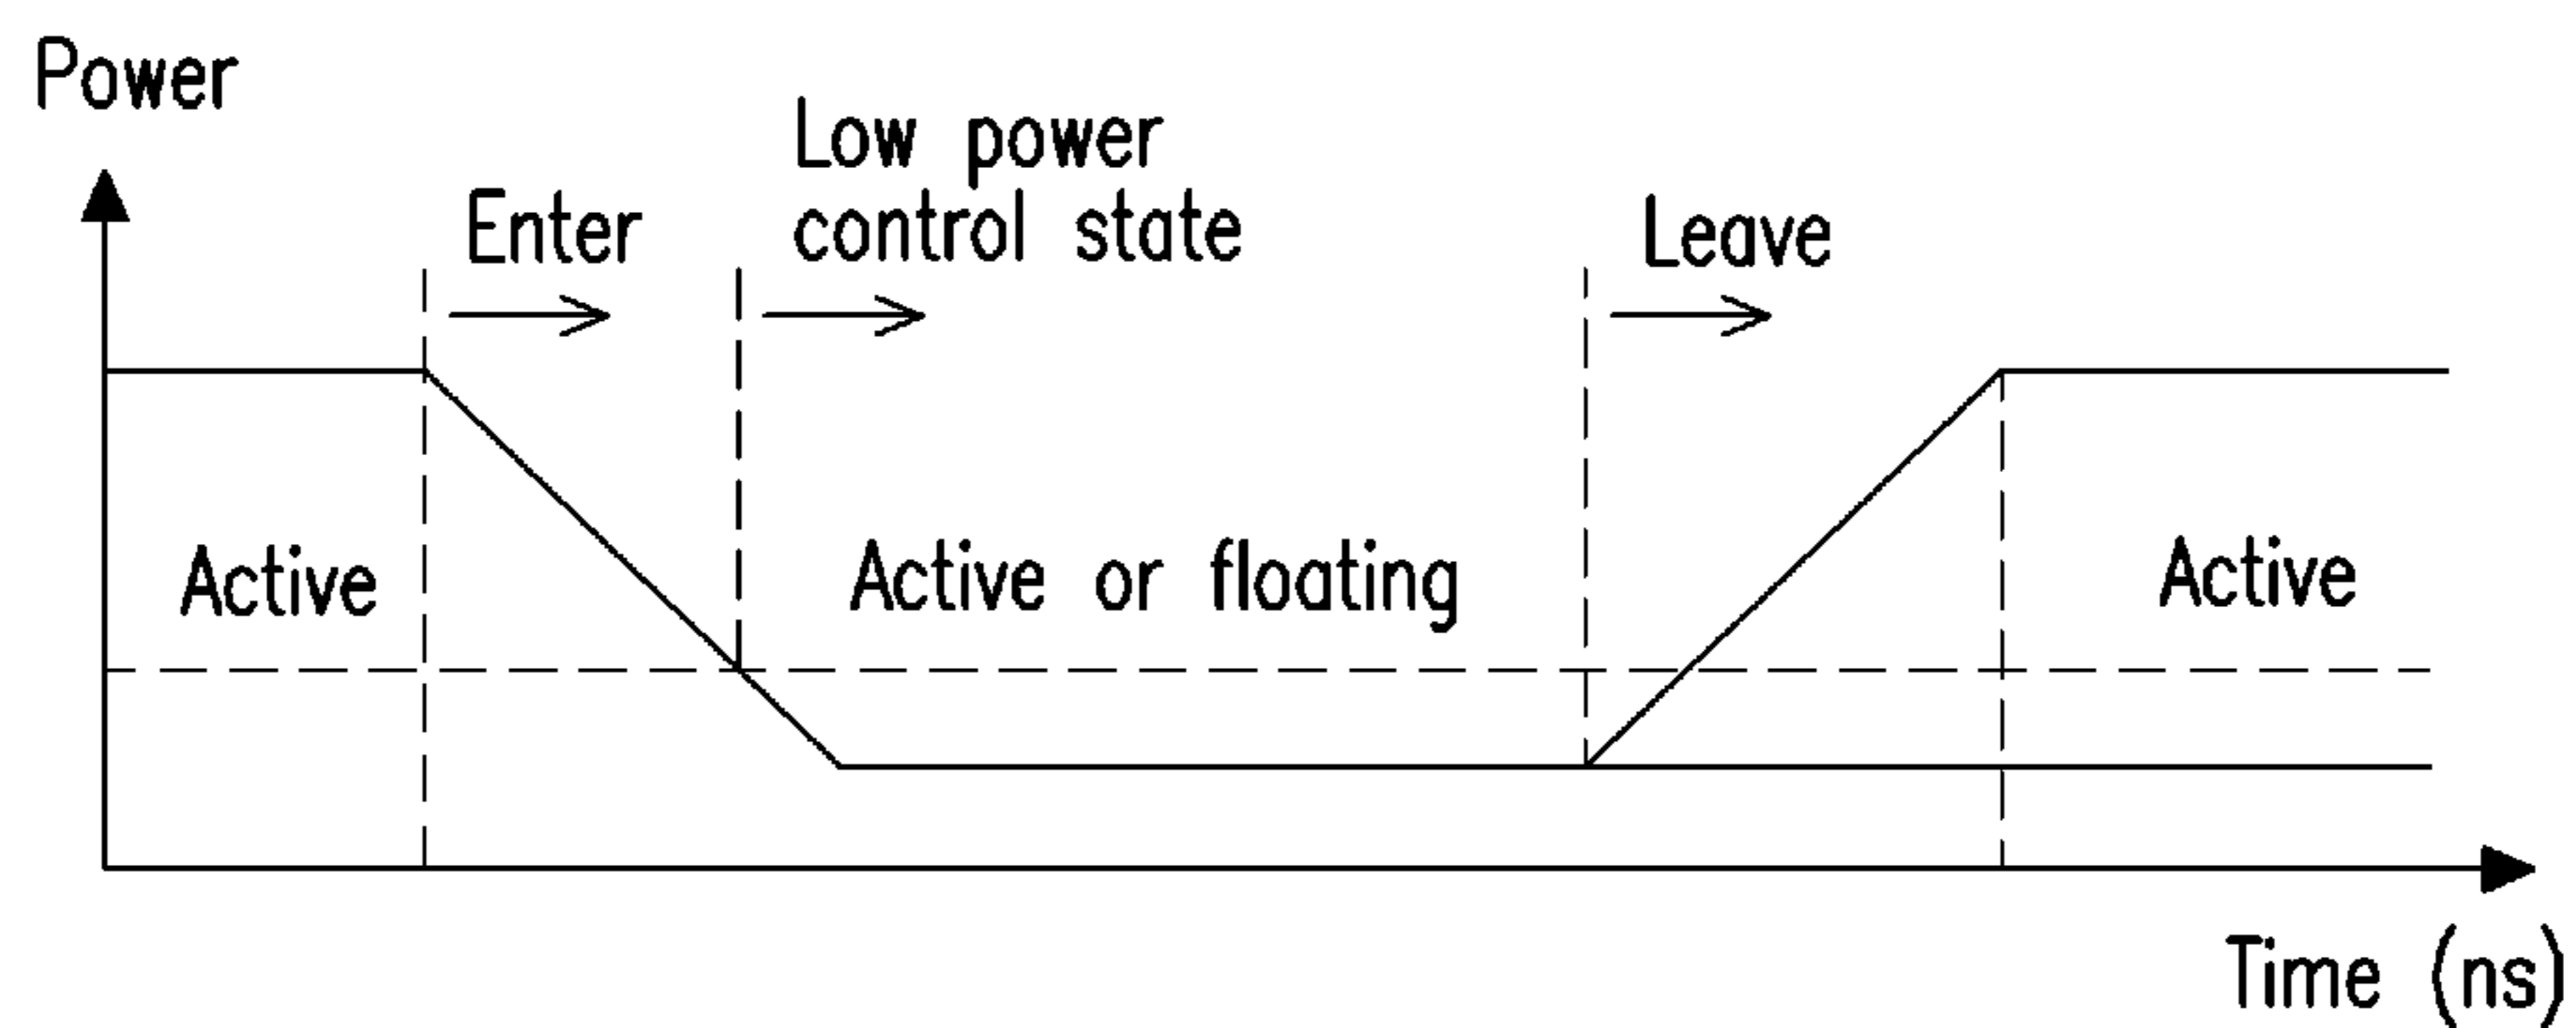 Power
Low power
control state
Enter
Leave
Active
Active or floating
Active
Time (ns)